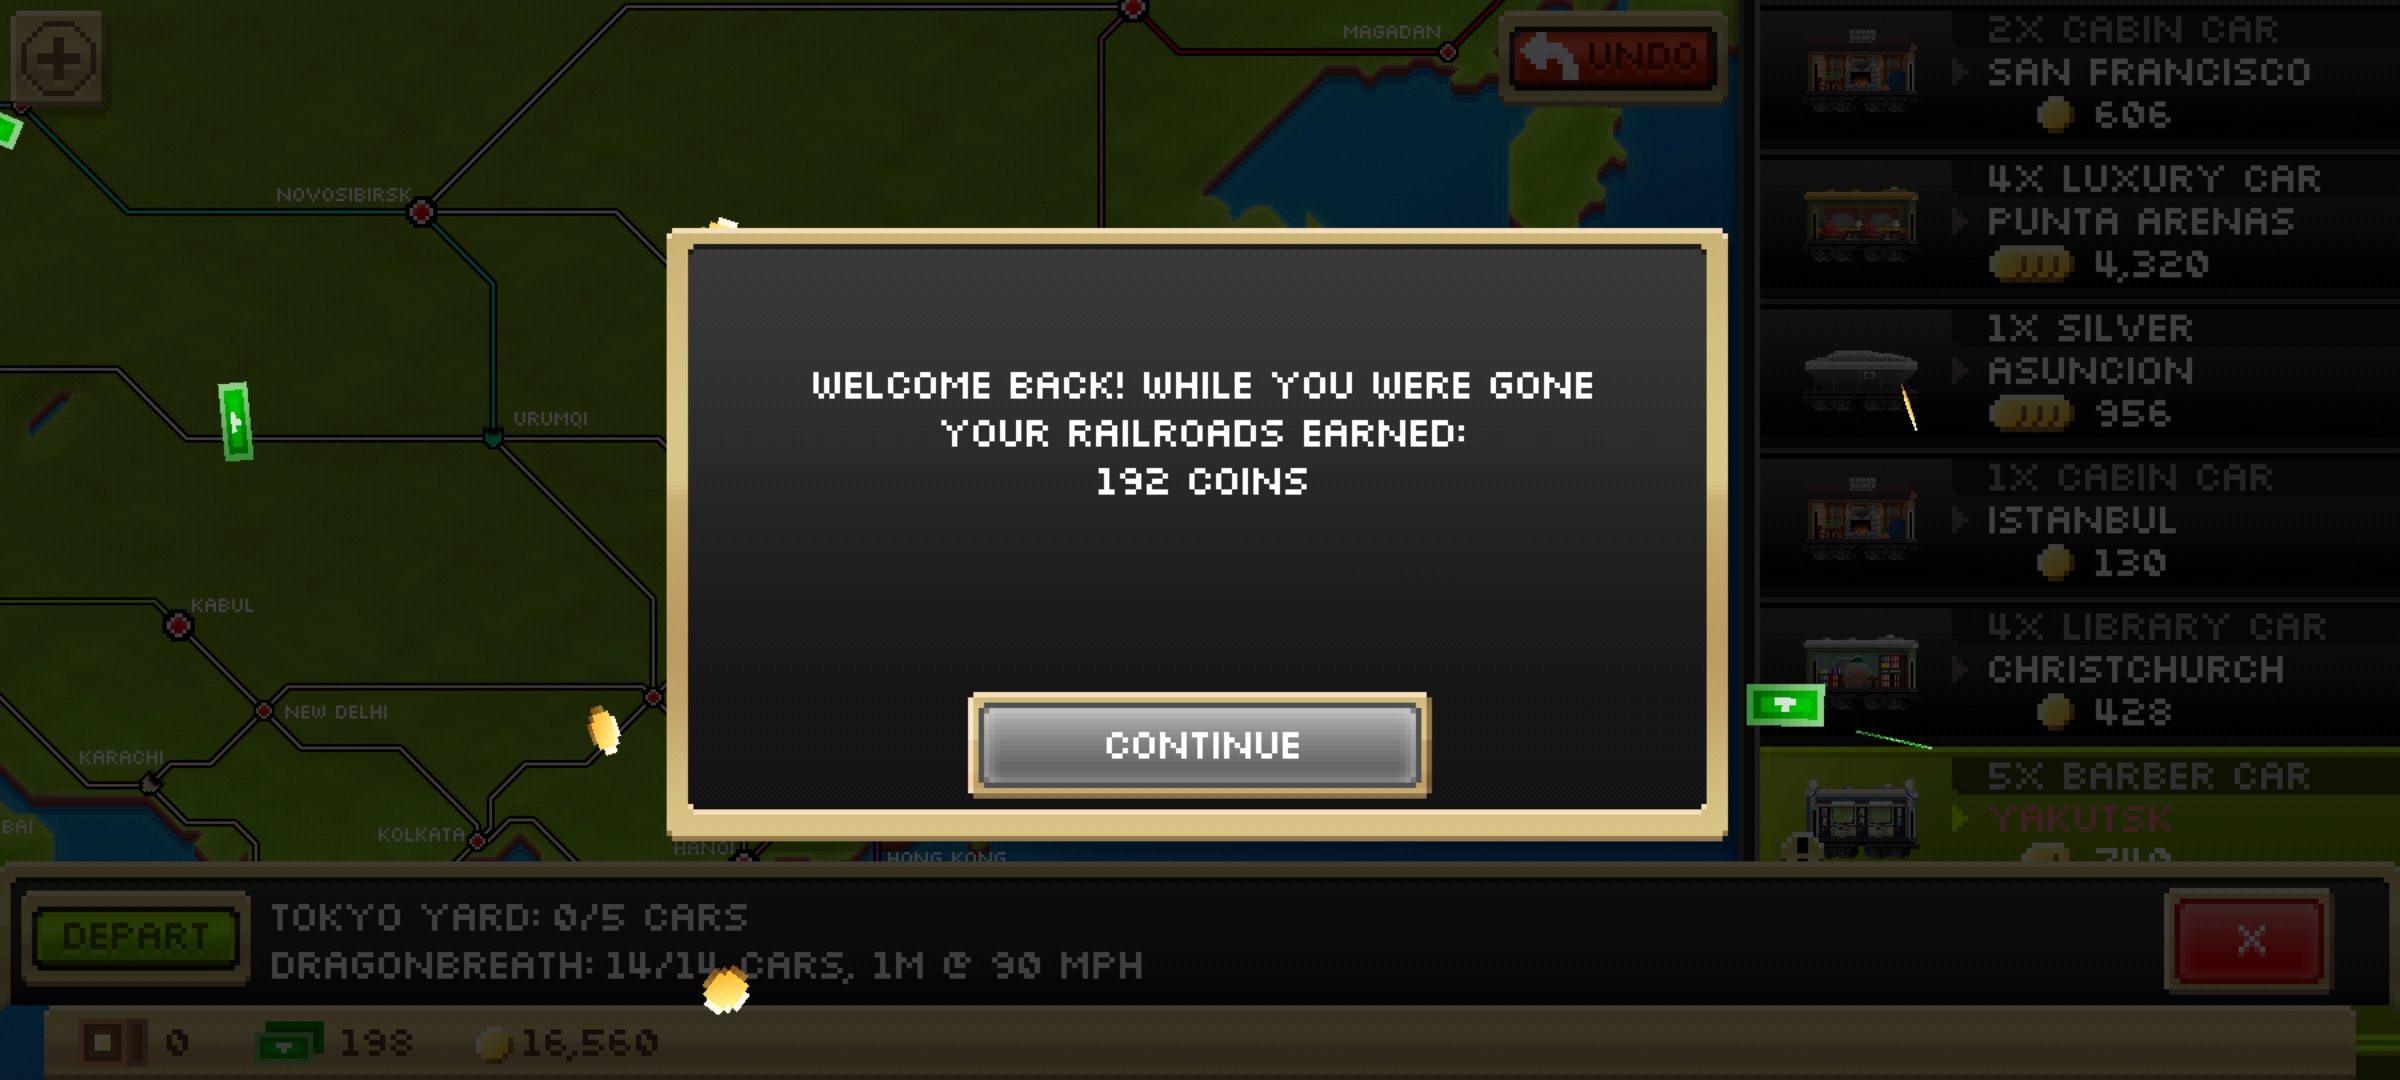 MAGADAN
UNDO
NOVOSIBIRSK
URUMQI
KABUL
NEW DELHI
KARACHI
BAI
KOLKATA
HANOI
HONG KONG
WELCOME BACK! WHILE YOU WERE GONE
YOUR RAILROADS EARNED:
192 COINS
CONTINUE
2X CABIN CAR
SAN FRANCISCO
606
4X LUXURY CAR
PUNTA ARENAS
4,320
1X SILVER
ASUNCION
956
1X CABIN CAR
ISTANBUL
130
4X LIBRARY CAR
CHRISTCHURCH
428
5X BARBER CAR
YAKUTSK
DEPART
TOKYO YARD: 0/5 CARS
DRAGONBREATH: 14/14 CARS, 1M @ 90 MPH
X
0
198
16,560